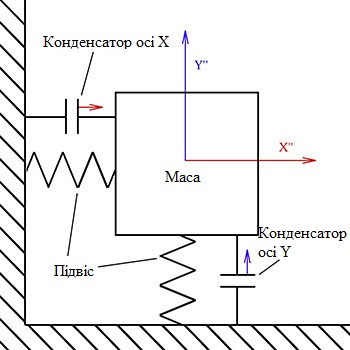 Конденсатор осі X
Y"
X"
Маса
Конденсатор
осі Y
Підвіс